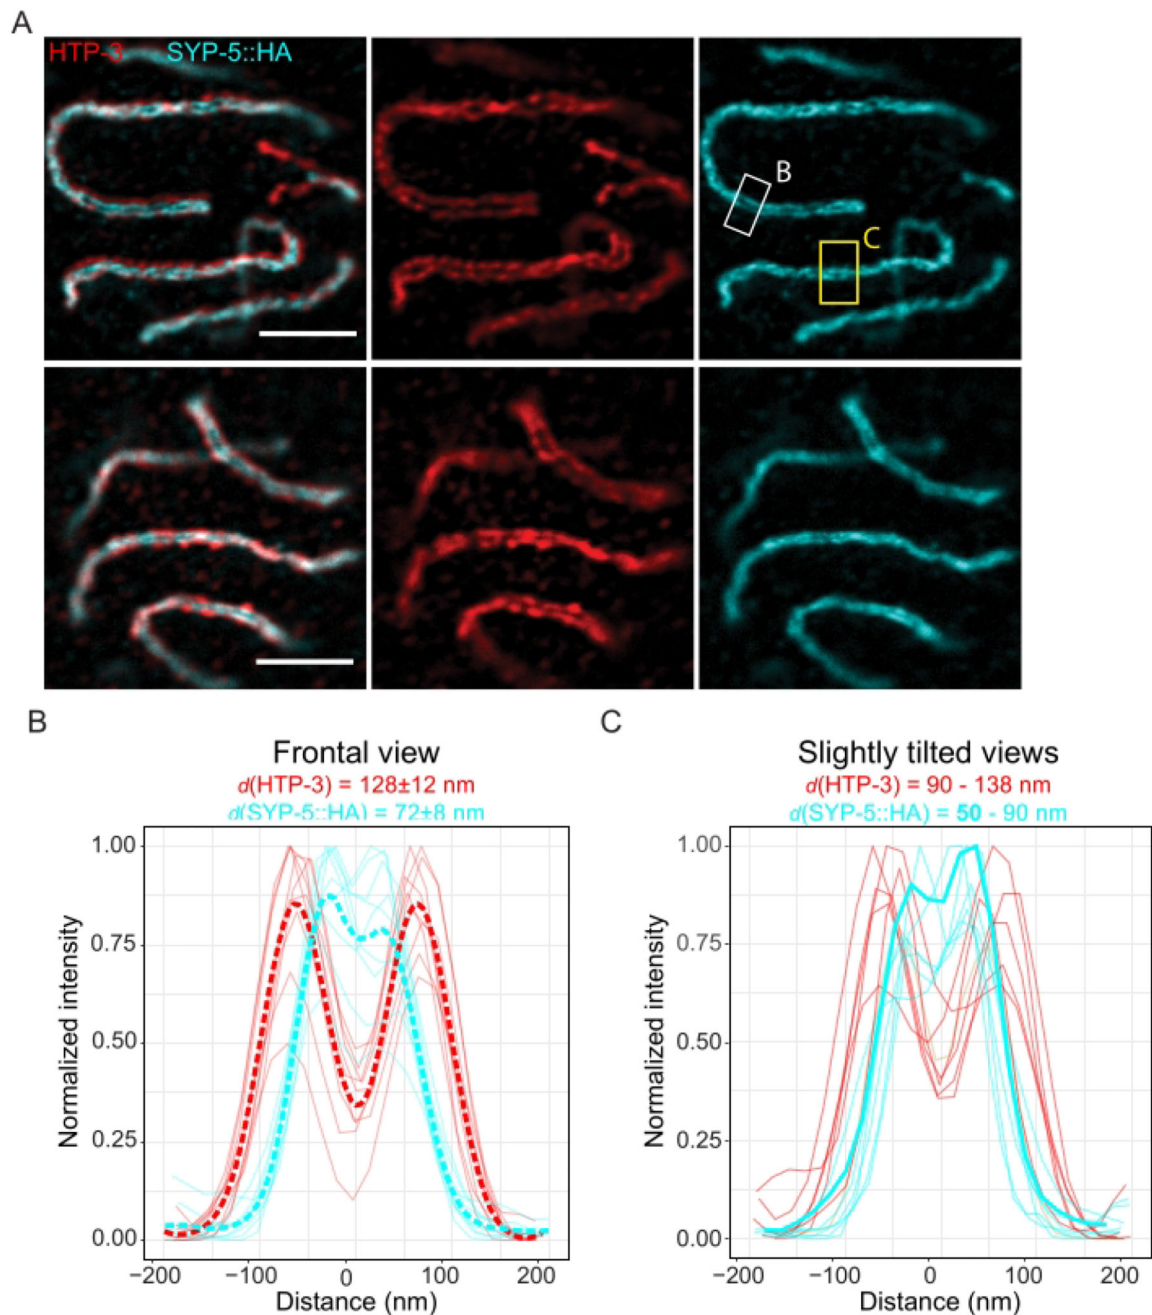 A
HTP-3 SYP-5::HA
B
C
B
Frontal view
d(HTP-3) = 128±12 nm
d(SYP-5::HA) = 72±8 nm
1.00
0.75
0.50
0.25
0.00
Normalized intensity
−200 −100 0 100 200
Distance (nm)
C
Slightly tilted views
d(HTP-3) = 90 - 138 nm
d(SYP-5::HA) = 50 - 90 nm
1.00
0.75
0.50
0.25
0.00
Normalized intensity
−200 −100 0 100 200
Distance (nm)